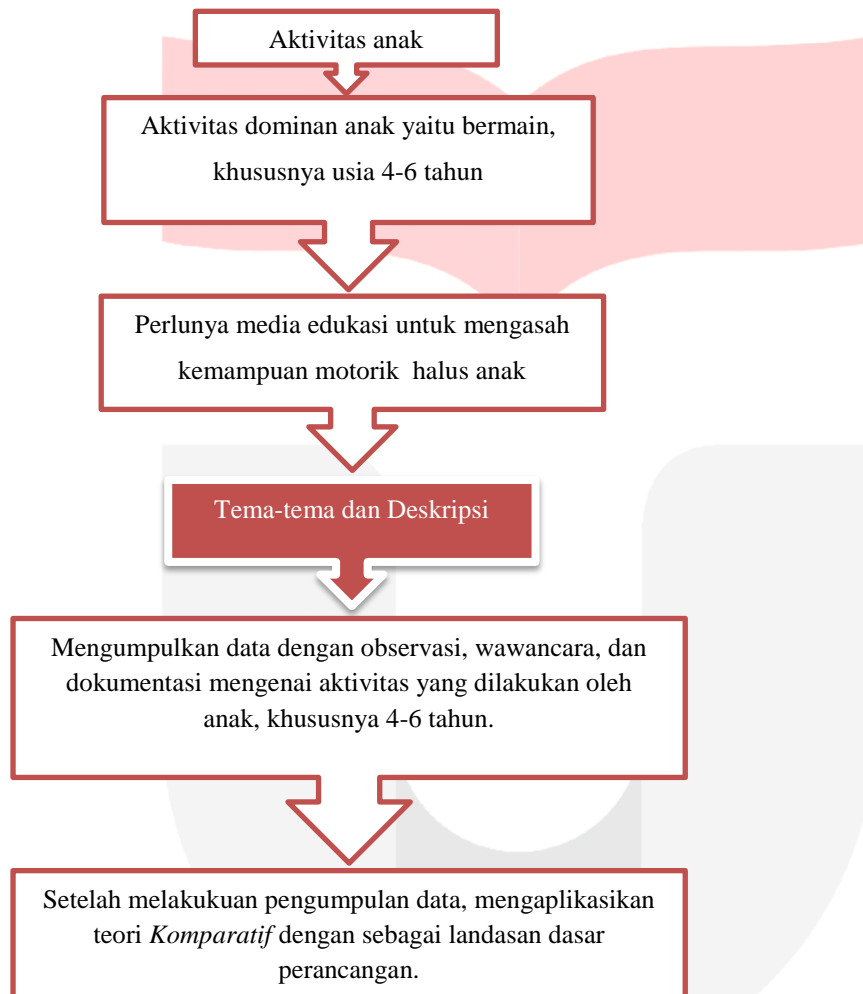 Aktivitas anak
Aktivitas dominan anak yaitu bermain,
khususnya usia 4-6 tahun
Perlunya media edukasi untuk mengasah
kemampuan motorik halus anak
Tema-tema dan Deskripsi
Mengumpulkan data dengan observasi, wawancara, dan
dokumentasi mengenai aktivitas yang dilakukan oleh
anak, khususnya 4-6 tahun.
Setelah melakukuan pengumpulan data, mengaplikasikan
teori Komparatif dengan sebagai landasan dasar
perancangan.